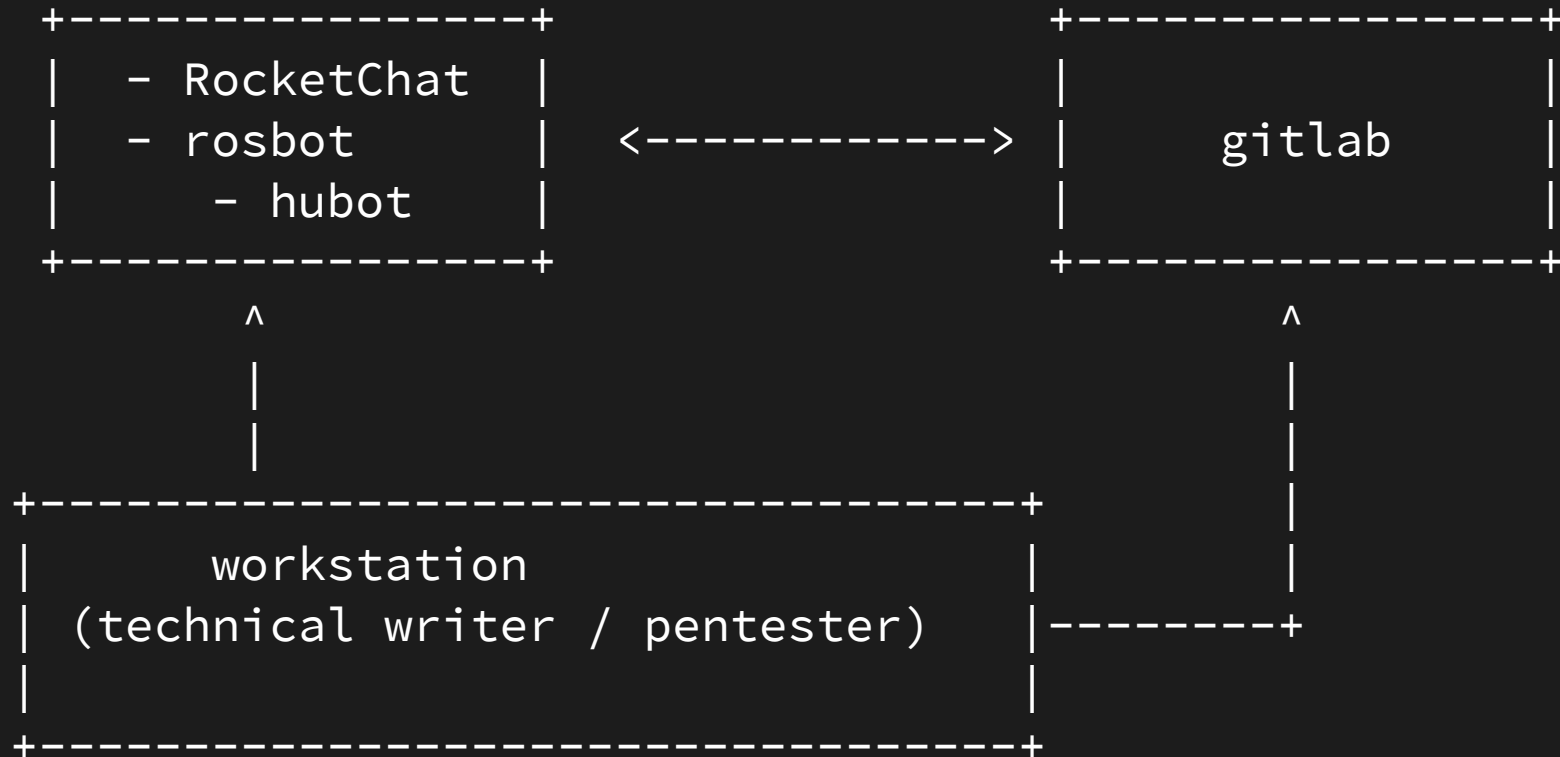 - RocketChat
- rosbot
- hubot
gitlab
workstation
(technical writer / pentester)